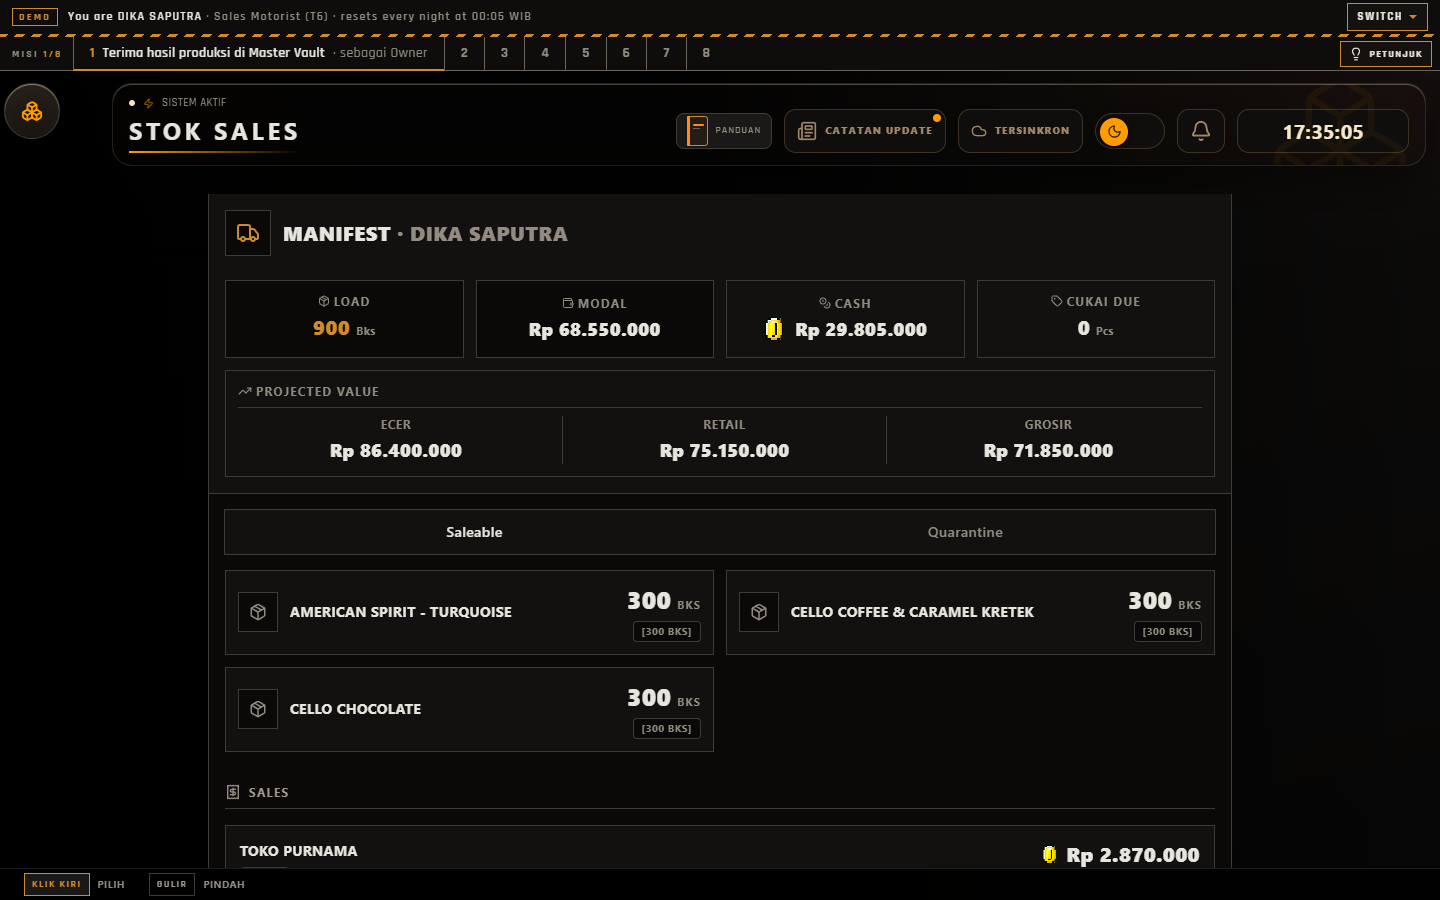 DEMO You are DIKA SAPUTRA · Sales Motorist (T6) · resets every night at 00:05 WIB SWITCH
MISI 1/8 1 Terima hasil produksi di Master Vault · sebagai Owner 2 3 4 5 6 7 8 PETUNJUK
SISTEM AKTIF
STOK SALES
PANDUAN CATATAN UPDATE TERSINKRON 17:35:05
MANIFEST · DIKA SAPUTRA
LOAD
900 Bks
MODAL
Rp 68.550.000
CASH
Rp 29.805.000
CUKAI DUE
0 Pcs
PROJECTED VALUE
ECER
Rp 86.400.000
RETAIL
Rp 75.150.000
GROSIR
Rp 71.850.000
Saleable Quarantine
AMERICAN SPIRIT - TURQUOISE 300 BKS
[300 BKS]
CELLO COFFEE & CARAMEL KRETEK 300 BKS
[300 BKS]
CELLO CHOCOLATE 300 BKS
[300 BKS]
SALES
TOKO PURNAMA Rp 2.870.000
KLIK KIRI PILIH GULIR PINDAH